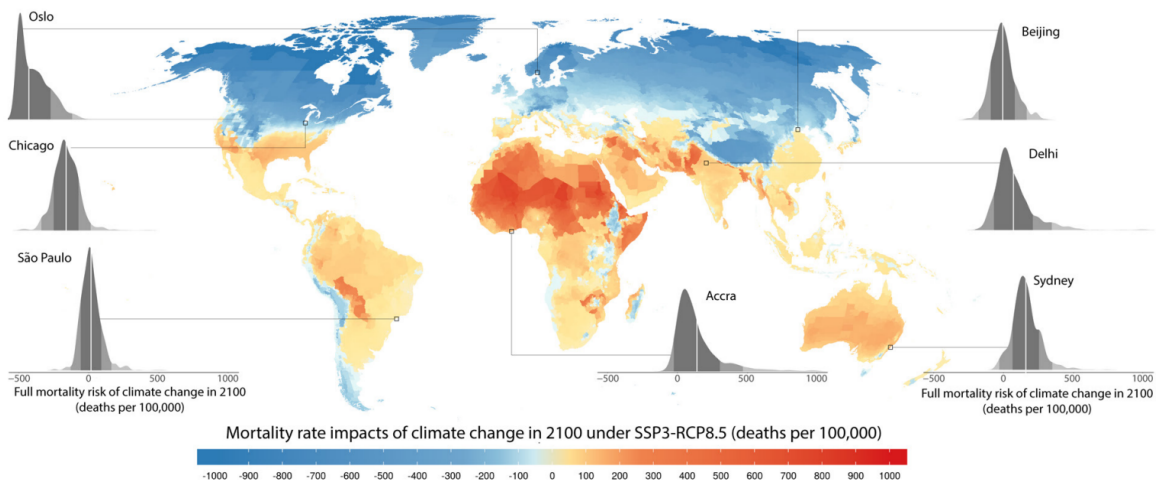 Oslo
Beijing
Chicago
Delhi
São Paulo
Accra
Sydney
−500 0 500 1000
−500 0 500 1000
−500 0 500 1000
Full mortality risk of climate change in 2100
(deaths per 100,000)
Full mortality risk of climate change in 2100
(deaths per 100,000)
Mortality rate impacts of climate change in 2100 under SSP3-RCP8.5 (deaths per 100,000)
-1000 -900 -800 -700 -600 -500 -400 -300 -200 -100 0 100 200 300 400 500 600 700 800 900 1000